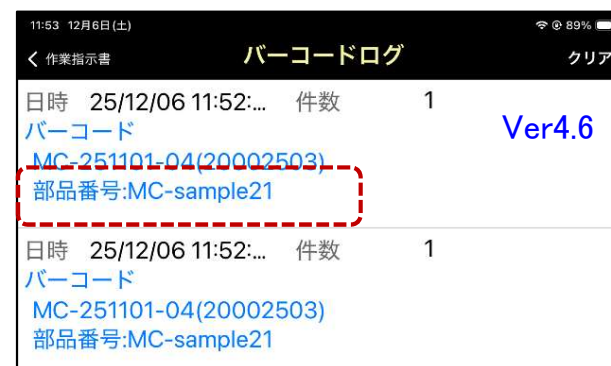 11:53 12月6日(土) 89%
く 作業指示書 バーコードログ クリア
日時 25/12/06 11:52:... 件数 1
バーコード Ver4.6
MC-251101-04(20002503)
部品番号:MC-sample21
日時 25/12/06 11:52:... 件数 1
バーコード
MC-251101-04(20002503)
部品番号:MC-sample21